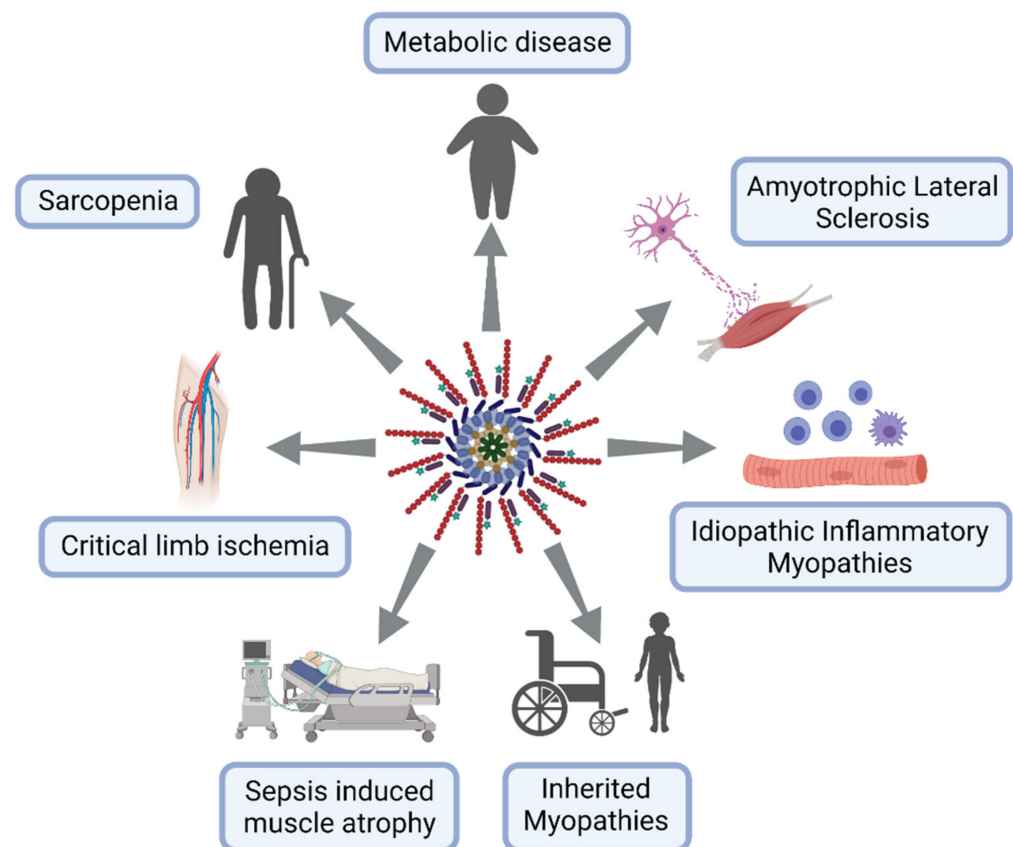 Metabolic disease
Sarcopenia
Amyotrophic Lateral
Sclerosis
Critical limb ischemia
Idiopathic Inflammatory
Myopathies
Sepsis induced
muscle atrophy
Inherited
Myopathies